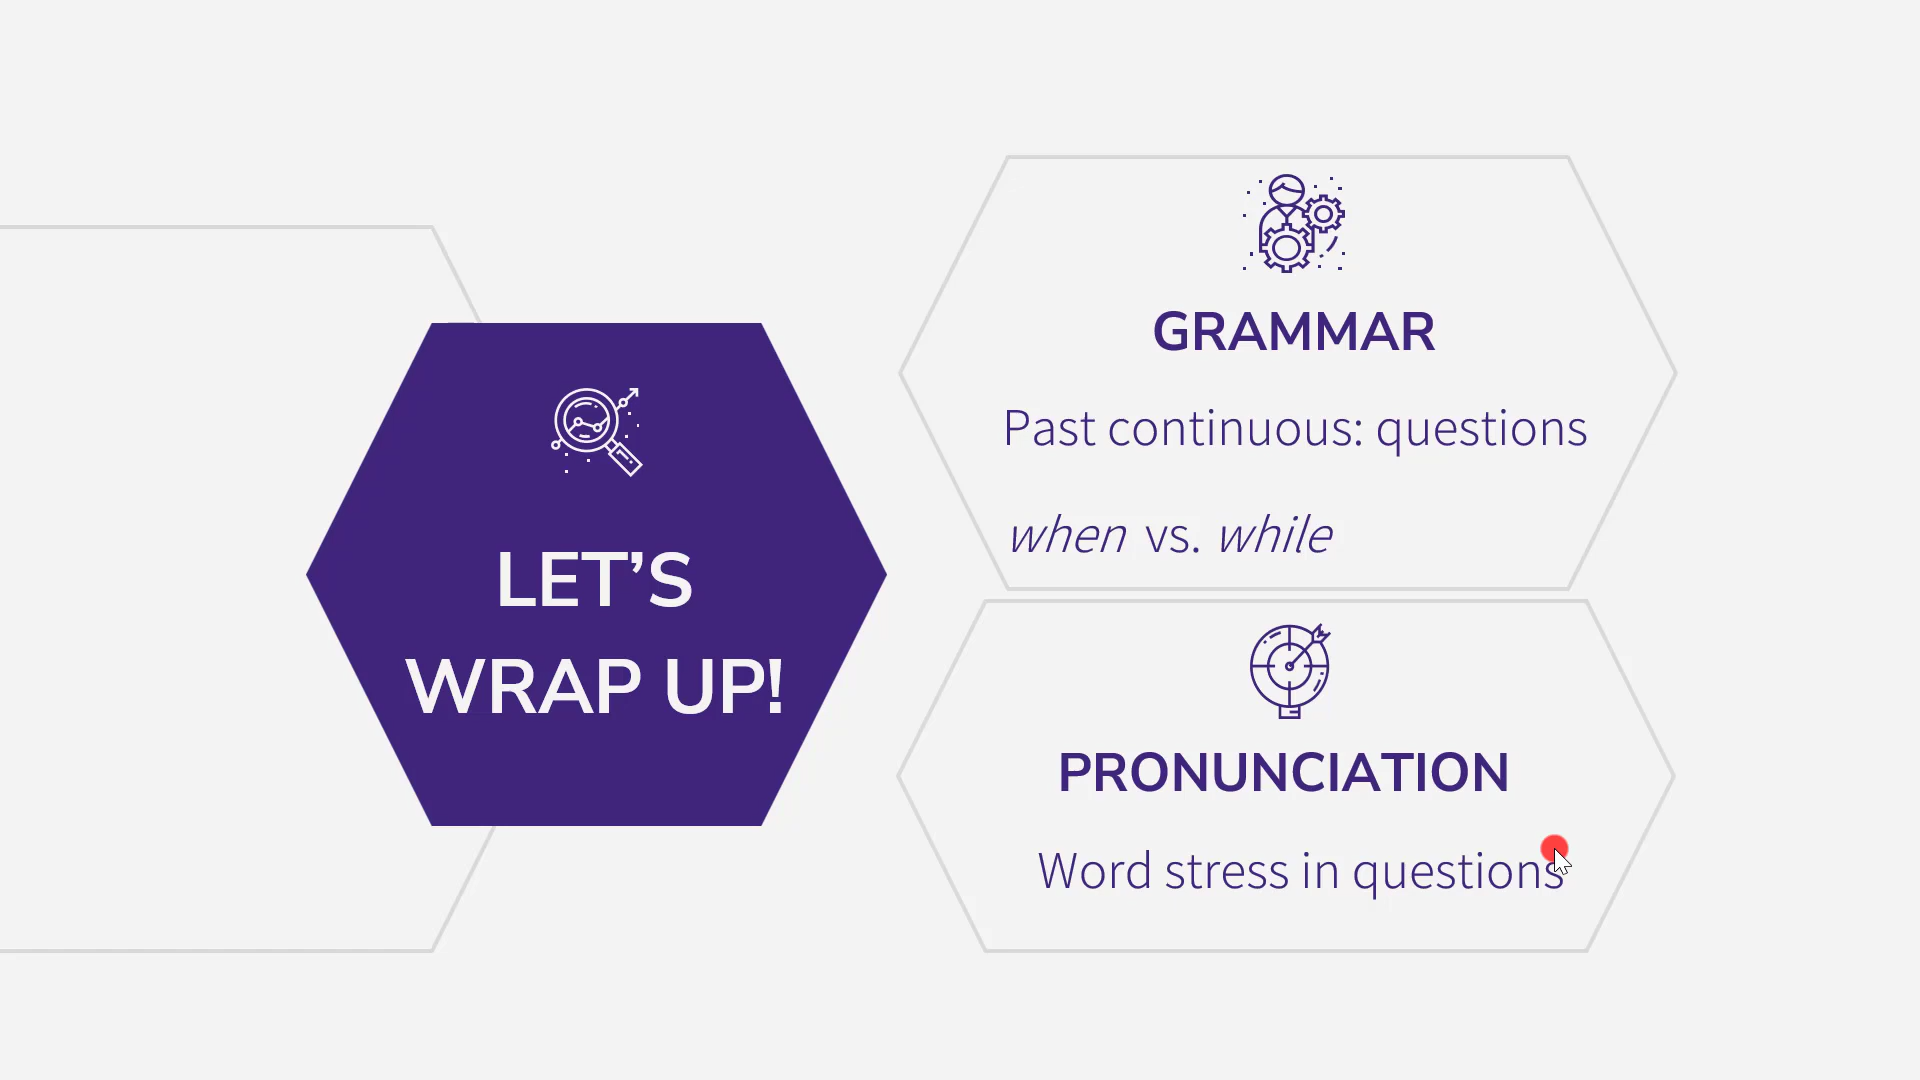 LET’S
WRAP UP!
GRAMMAR
Past continuous: questions
when vs. while
PRONUNCIATION
Word stress in questions